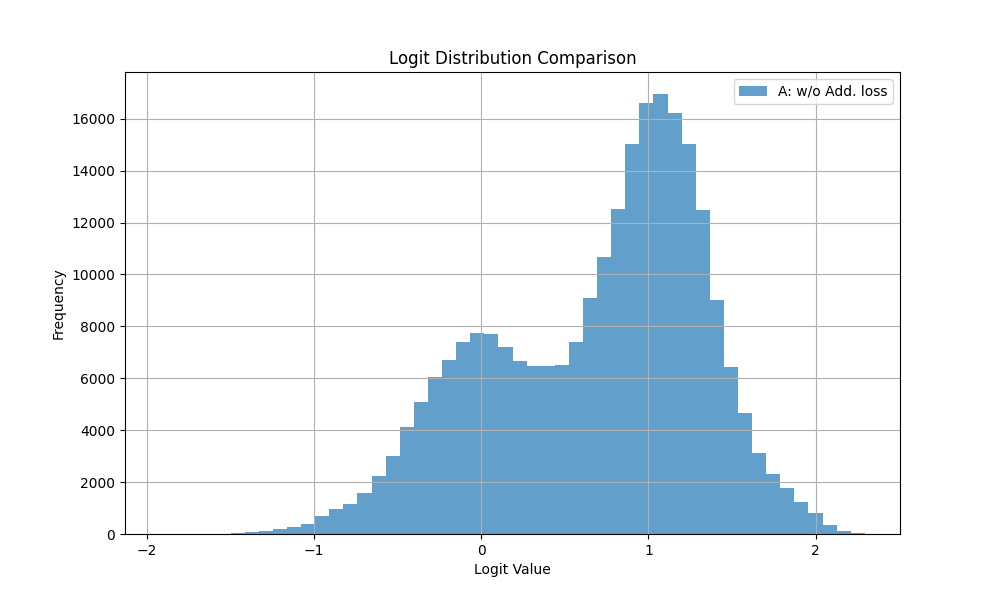 Logit Distribution Comparison
A: w/o Add. loss
16000
14000
12000
10000
8000
6000
4000
2000
0
Frequency
−2 −1 0 1 2
Logit Value